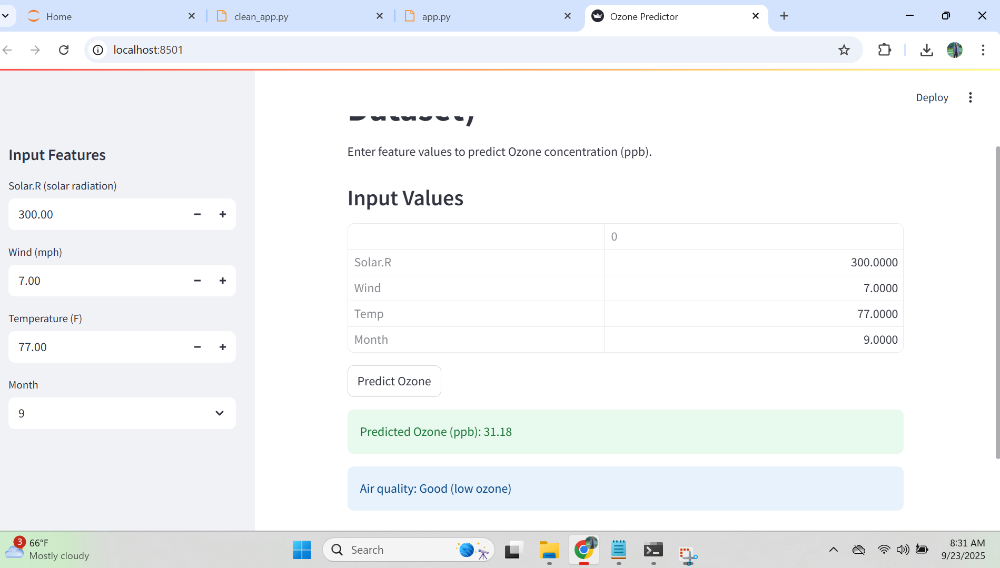 Home
clean_app.py
app.py
Ozone Predictor
localhost:8501
Deploy
Dataset)
Enter feature values to predict Ozone concentration (ppb).
Input Features
Solar.R (solar radiation)
300.00
Wind (mph)
7.00
Temperature (F)
77.00
Month
9
Input Values
0
Solar.R 300.0000
Wind 7.0000
Temp 77.0000
Month 9.0000
Predict Ozone
Predicted Ozone (ppb): 31.18
Air quality: Good (low ozone)
3
66°F
Mostly cloudy
Search
8:31 AM
9/23/2025